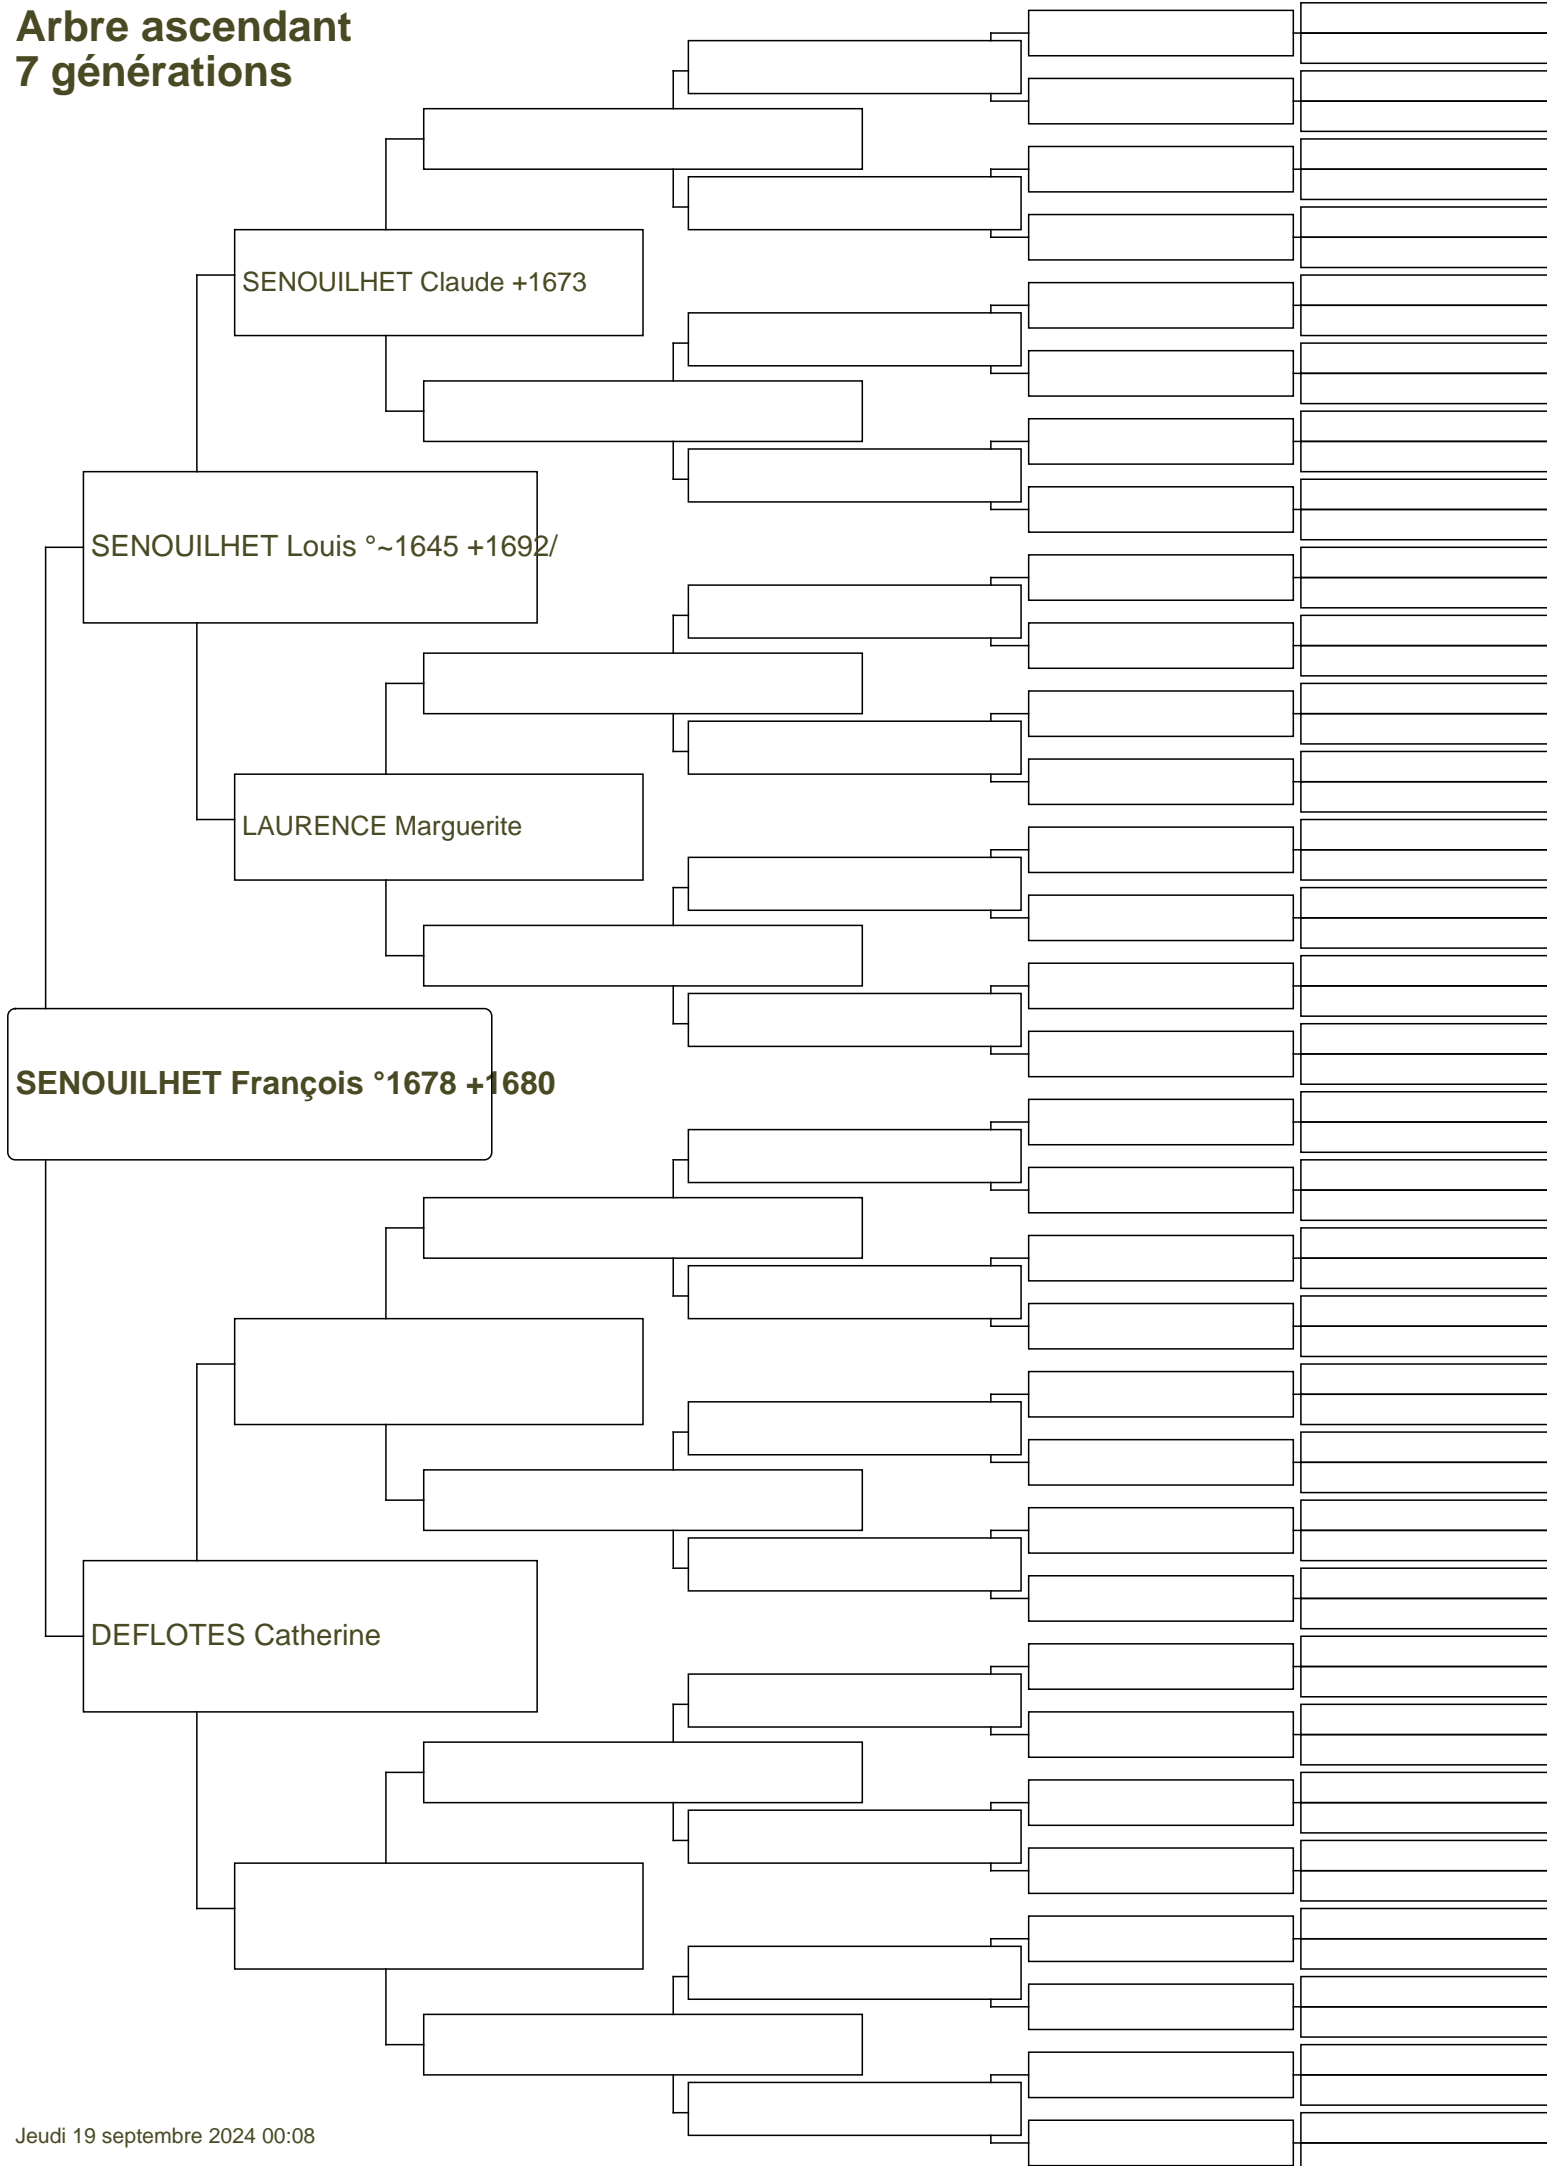 Arbre ascendant
7 générations
SENOUILHET Claude +1673
SENOUILHET Louis °~1645 +1692/
LAURENCE Marguerite
SENOUILHET François °1678 +1680
DEFLOTES Catherine
Jeudi 19 septembre 2024 00:08